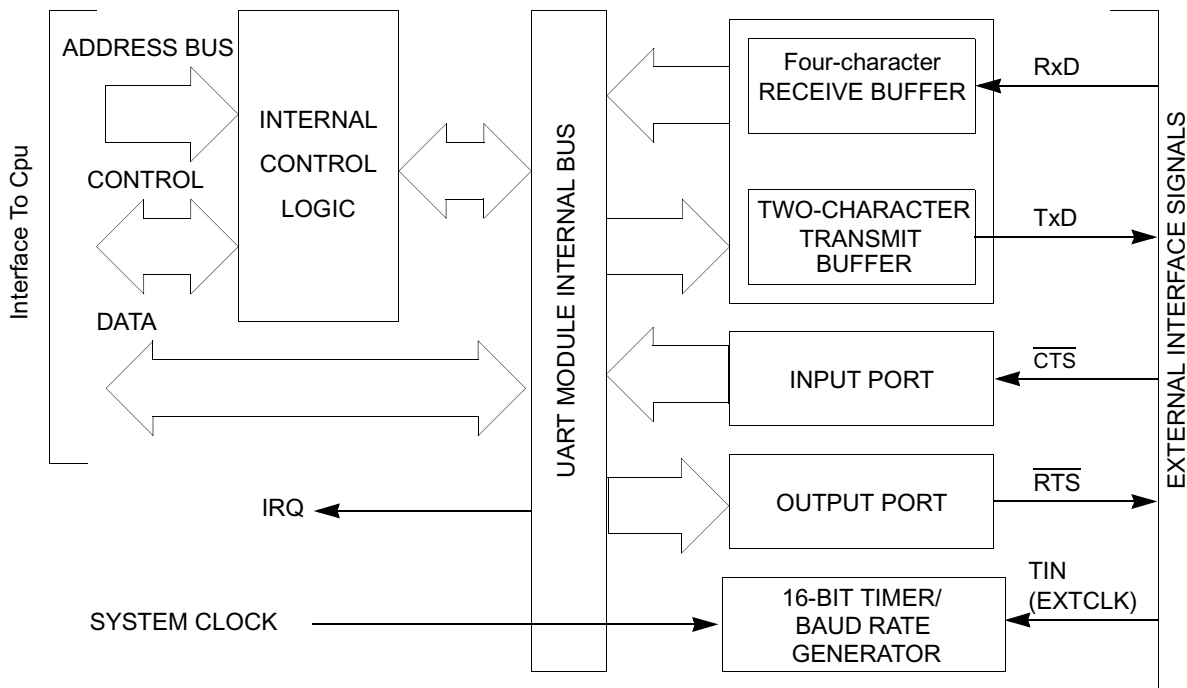 Interface To Cpu
ADDRESS BUS
CONTROL
DATA
INTERNAL
CONTROL
LOGIC
IRQ
SYSTEM CLOCK
UART MODULE INTERNAL BUS
Four-character
RECEIVE BUFFER
TWO-CHARACTER
TRANSMIT
BUFFER
INPUT PORT
OUTPUT PORT
16-BIT TIMER/
BAUD RATE
GENERATOR
RxD
TxD
CTS
RTS
TIN
(EXTCLK)
EXTERNAL INTERFACE SIGNALS